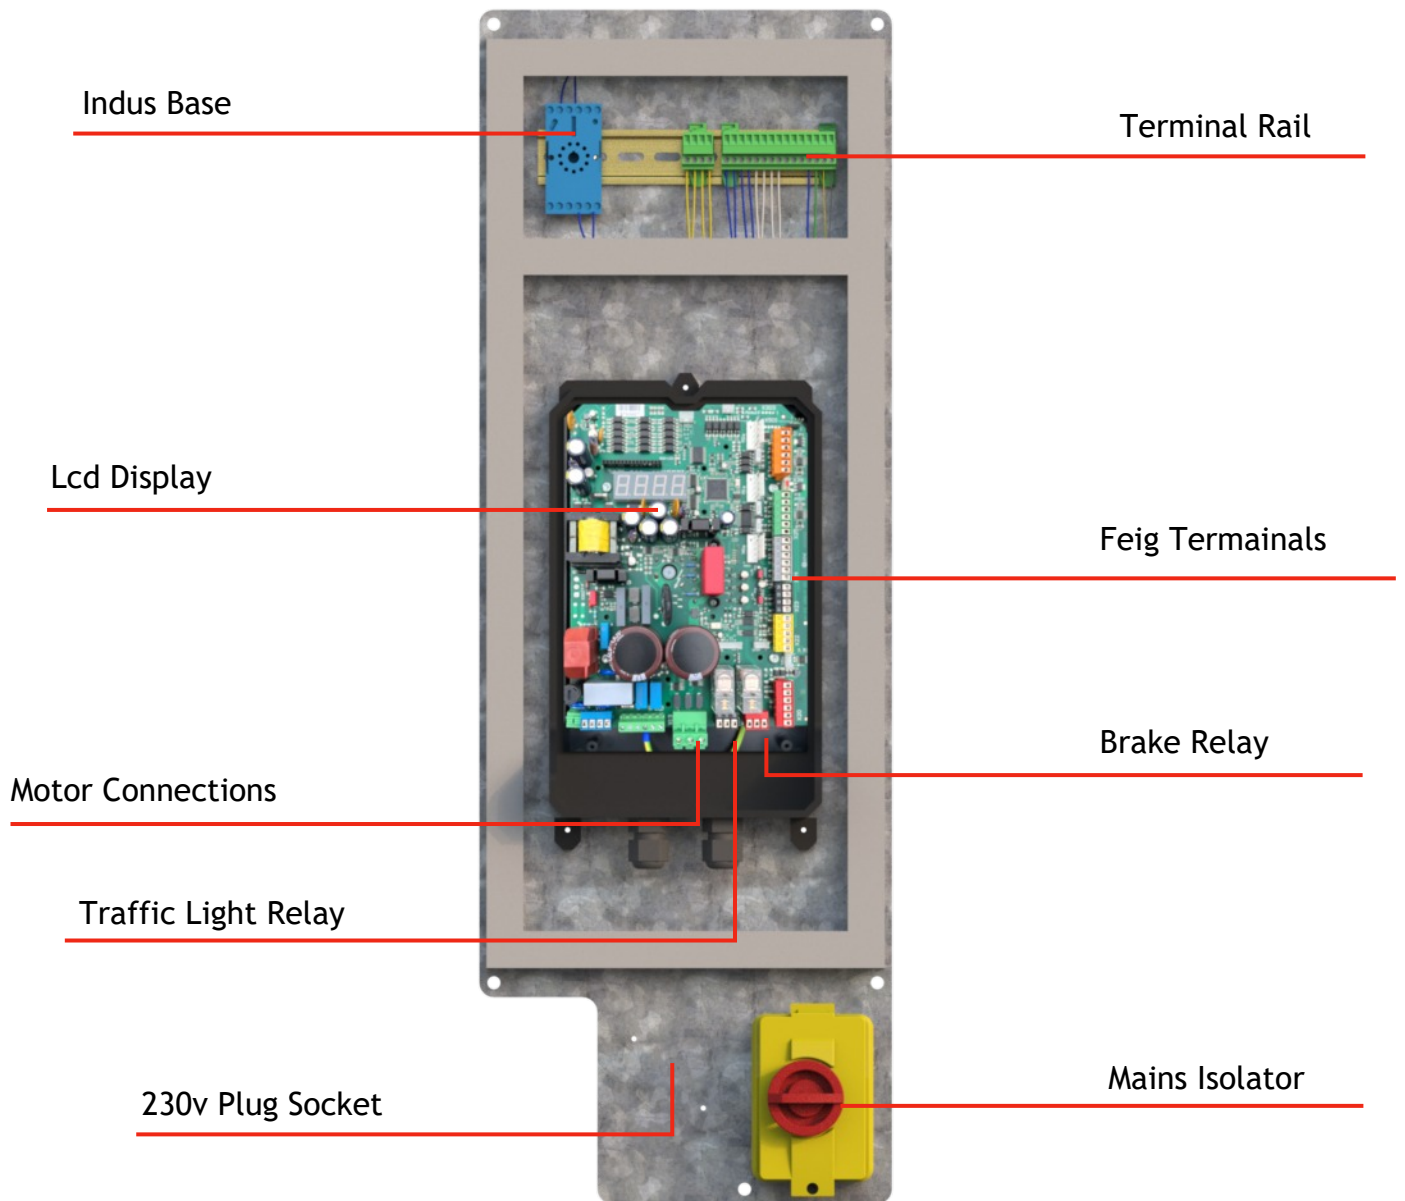 Indus Base
Terminal Rail
Lcd Display
Feig Termainals
Brake Relay
Motor Connections
Traffic Light Relay
Mains Isolator
230v Plug Socket